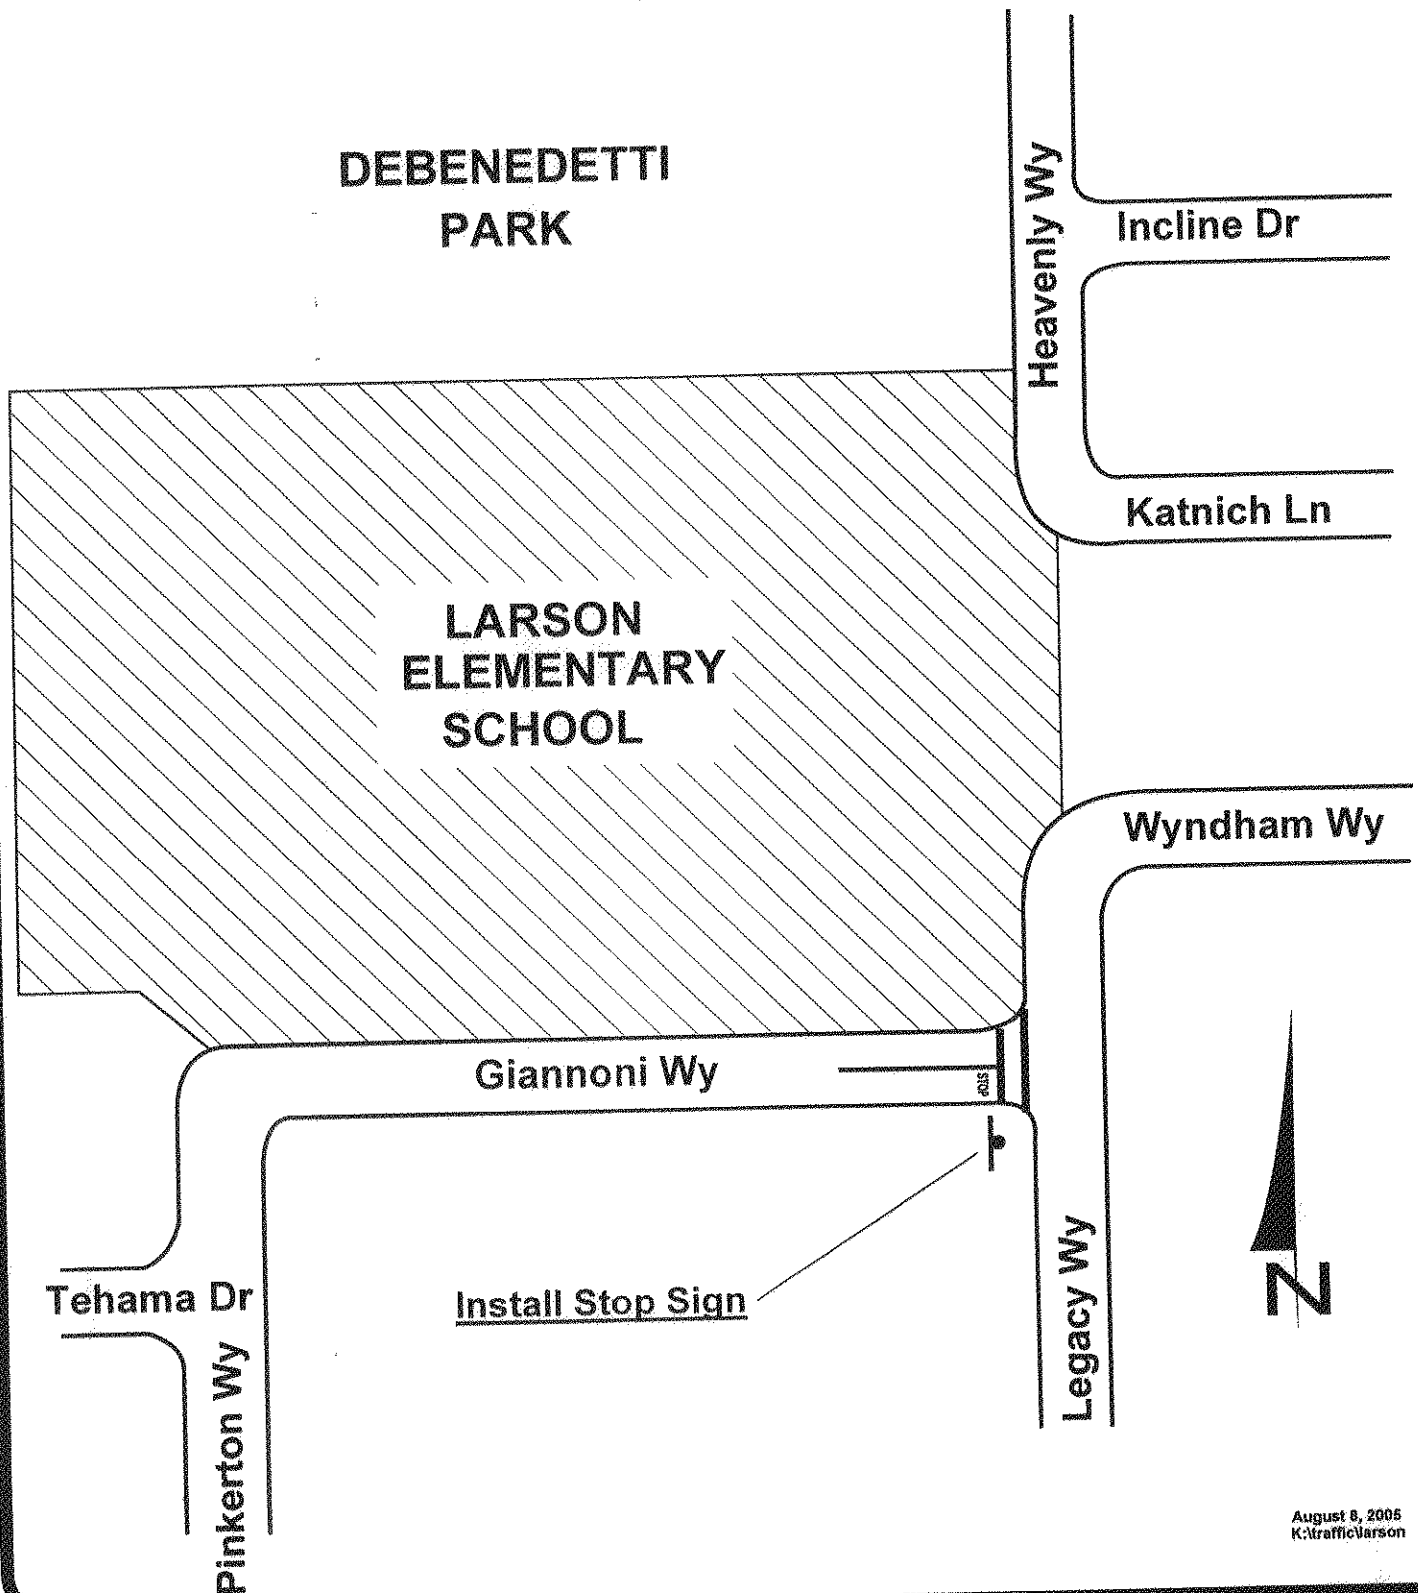 DEBENEDETTI
PARK
Heavenly Wy
Incline Dr
Katnich Ln
LARSON
ELEMENTARY
SCHOOL
Wyndham Wy
Giannoni Wy
STOP
Tehama Dr
Install Stop Sign
Pinkerton Wy
Legacy Wy
N
August 8, 2005
K:\traffic\larson